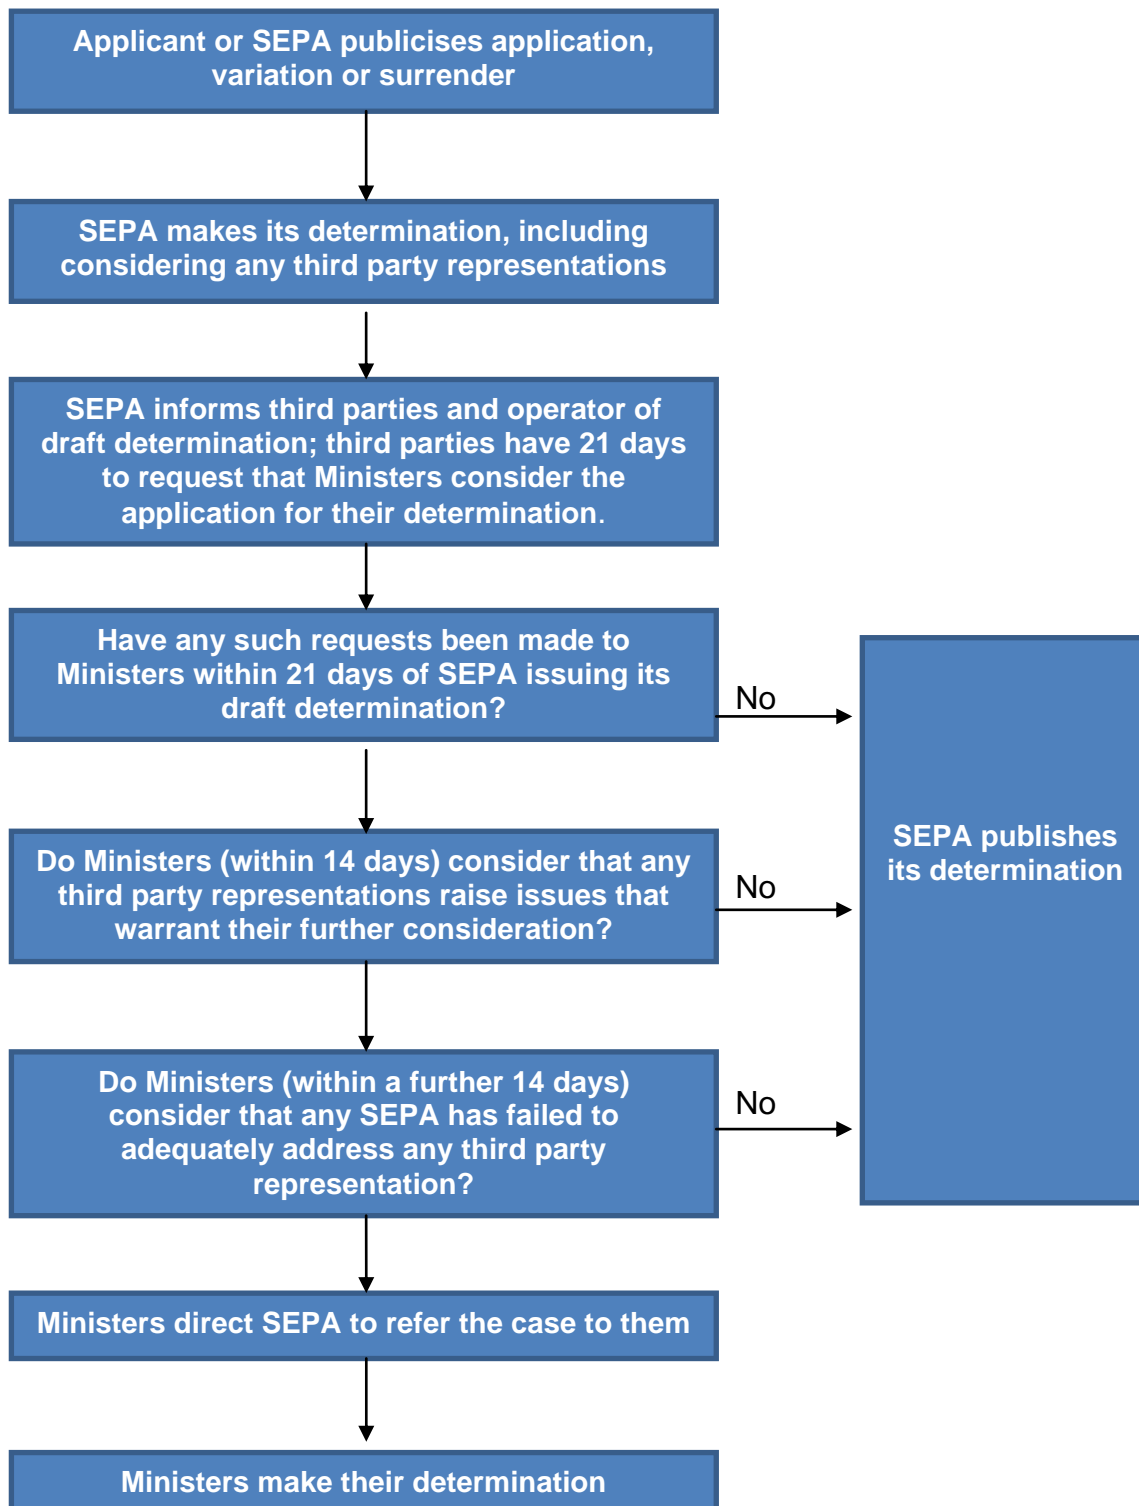 Applicant or SEPA publicises application,
variation or surrender
SEPA makes its determination, including
considering any third party representations
SEPA informs third parties and operator of
draft determination; third parties have 21 days
to request that Ministers consider the
application for their determination.
Have any such requests been made to
Ministers within 21 days of SEPA issuing its
draft determination?
No
Do Ministers (within 14 days) consider that any
third party representations raise issues that
warrant their further consideration?
No
SEPA publishes
its determination
Do Ministers (within a further 14 days)
consider that any SEPA has failed to
adequately address any third party
representation?
No
Ministers direct SEPA to refer the case to them
Ministers make their determination